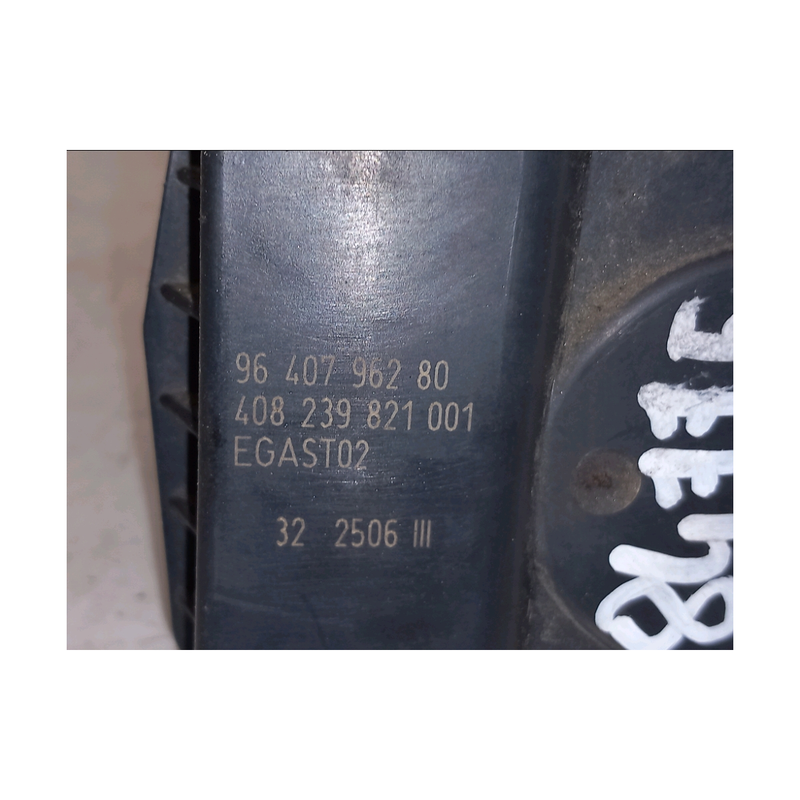 96 407 962 80
408 239 821 001
EGAST02
32 2506 III